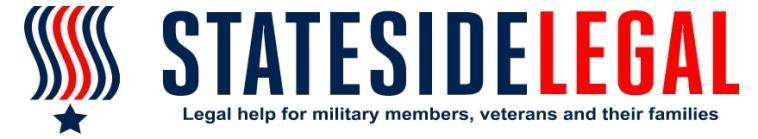 STATESIDELEGAL
Legal help for military members, veterans and their families